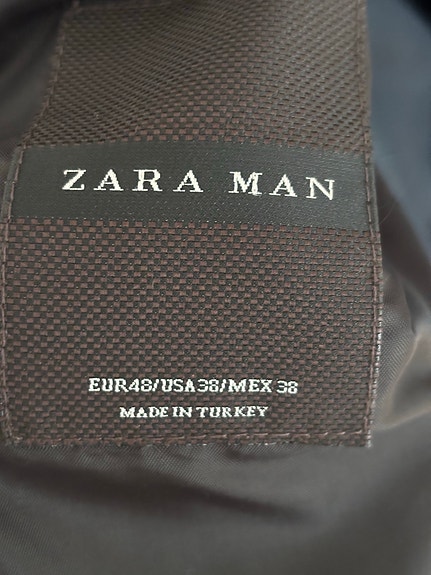 ZARA MAN
EUR48/USA38/MEX 38
MADE IN TURKEY